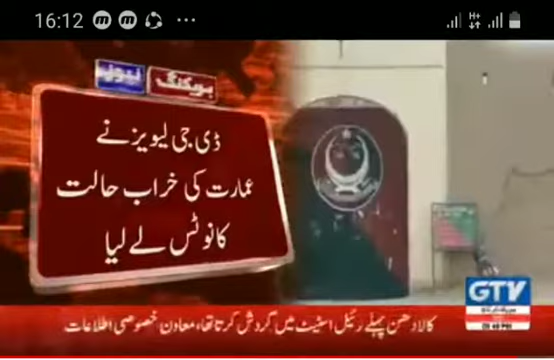 16:12
H+
بریکنگ نیوز
ڈی جی لیویز نے
عمارت کی خراب حالت
کا نوٹس لے لیا
GTV
کالا دھن پہلے رئیل اسٹیٹ میں گردش کرتا تھا، معاون خصوصی اطلاعات